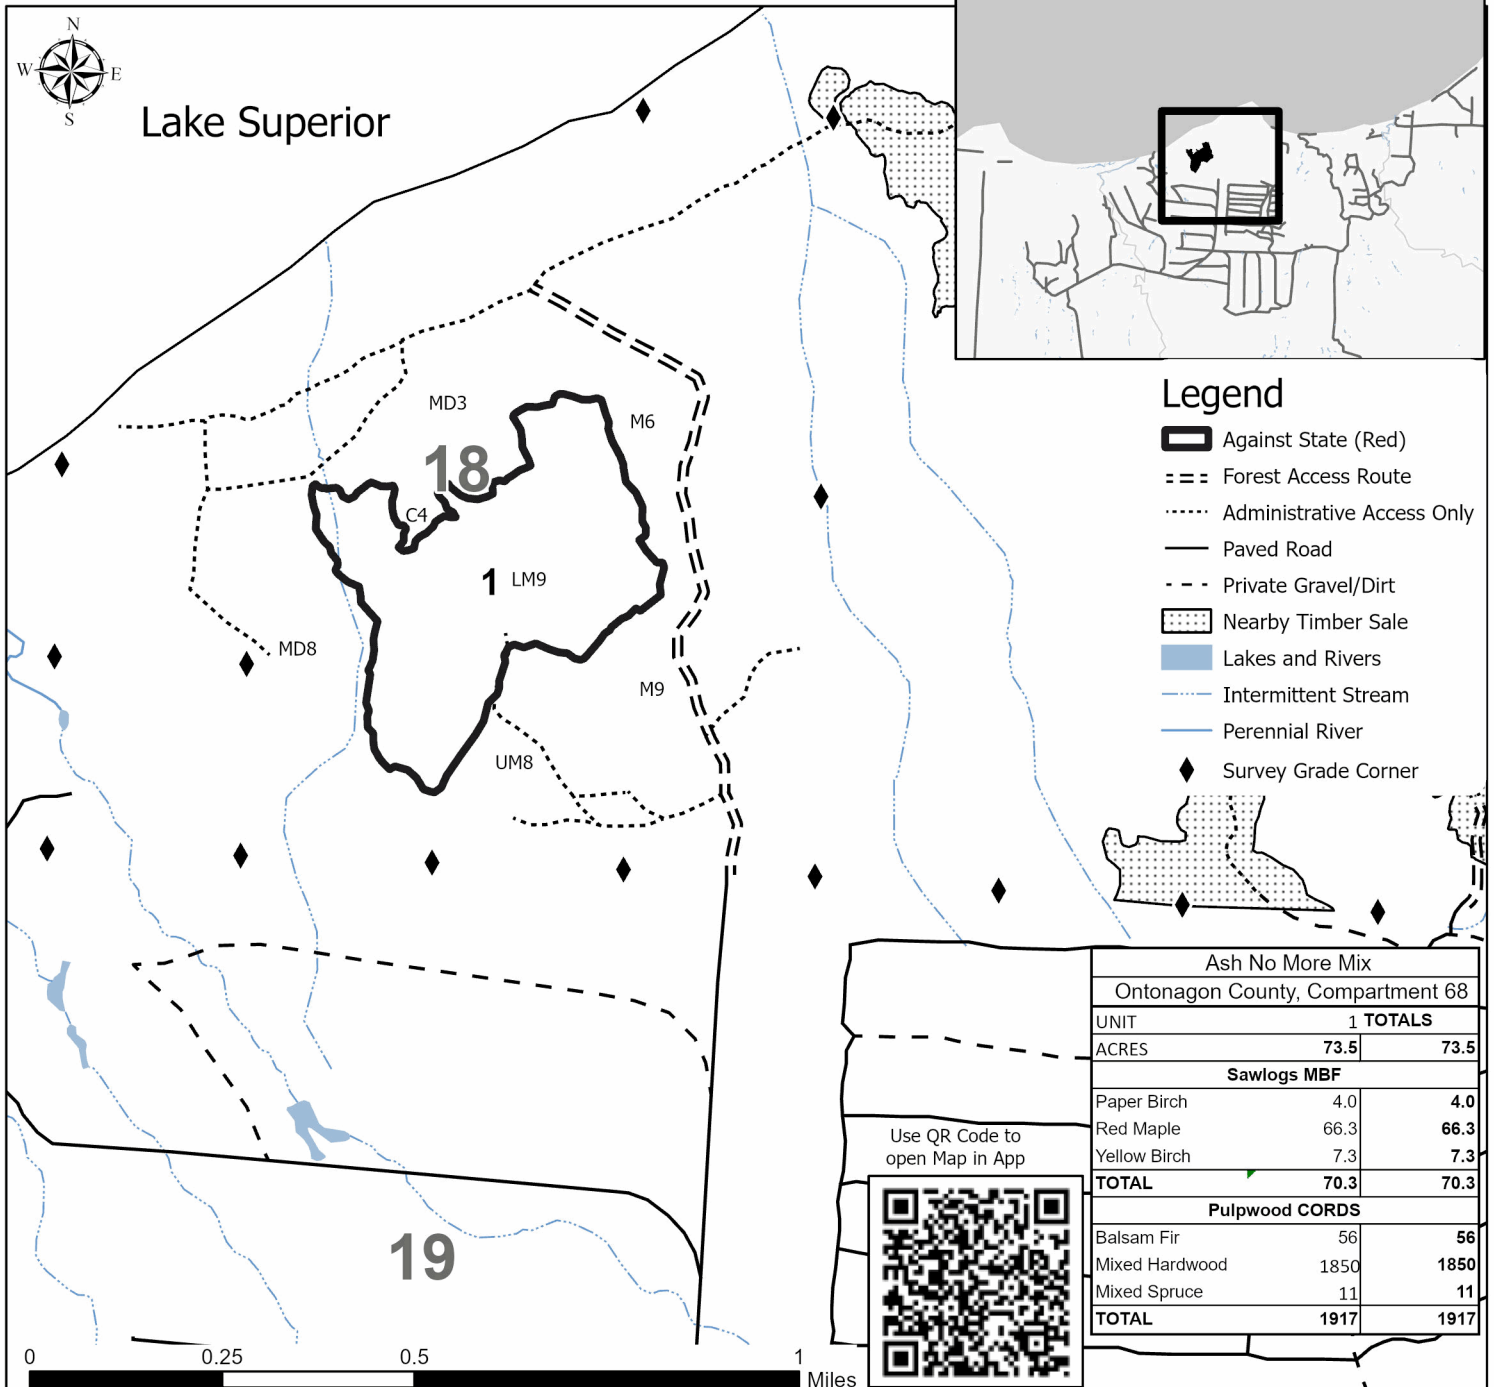 N
W E
S
Lake Superior
MD3
M6
18
C4
1 LM9
MD8
M9
UM8
19
Legend
Against State (Red)
Forest Access Route
Administrative Access Only
Paved Road
Private Gravel/Dirt
Nearby Timber Sale
Lakes and Rivers
Intermittent Stream
Perennial River
Survey Grade Corner
Ash No More Mix
Ontonagon County, Compartment 68
UNIT 1 TOTALS
ACRES 73.5 73.5
Sawlogs MBF
Paper Birch 4.0 4.0
Red Maple 66.3 66.3
Yellow Birch 7.3 7.3
TOTAL 70.3 70.3
Pulpwood CORDS
Balsam Fir 56 56
Mixed Hardwood 1850 1850
Mixed Spruce 11 11
TOTAL 1917 1917
Use QR Code to
open Map in App
0 0.25 0.5 1
Miles